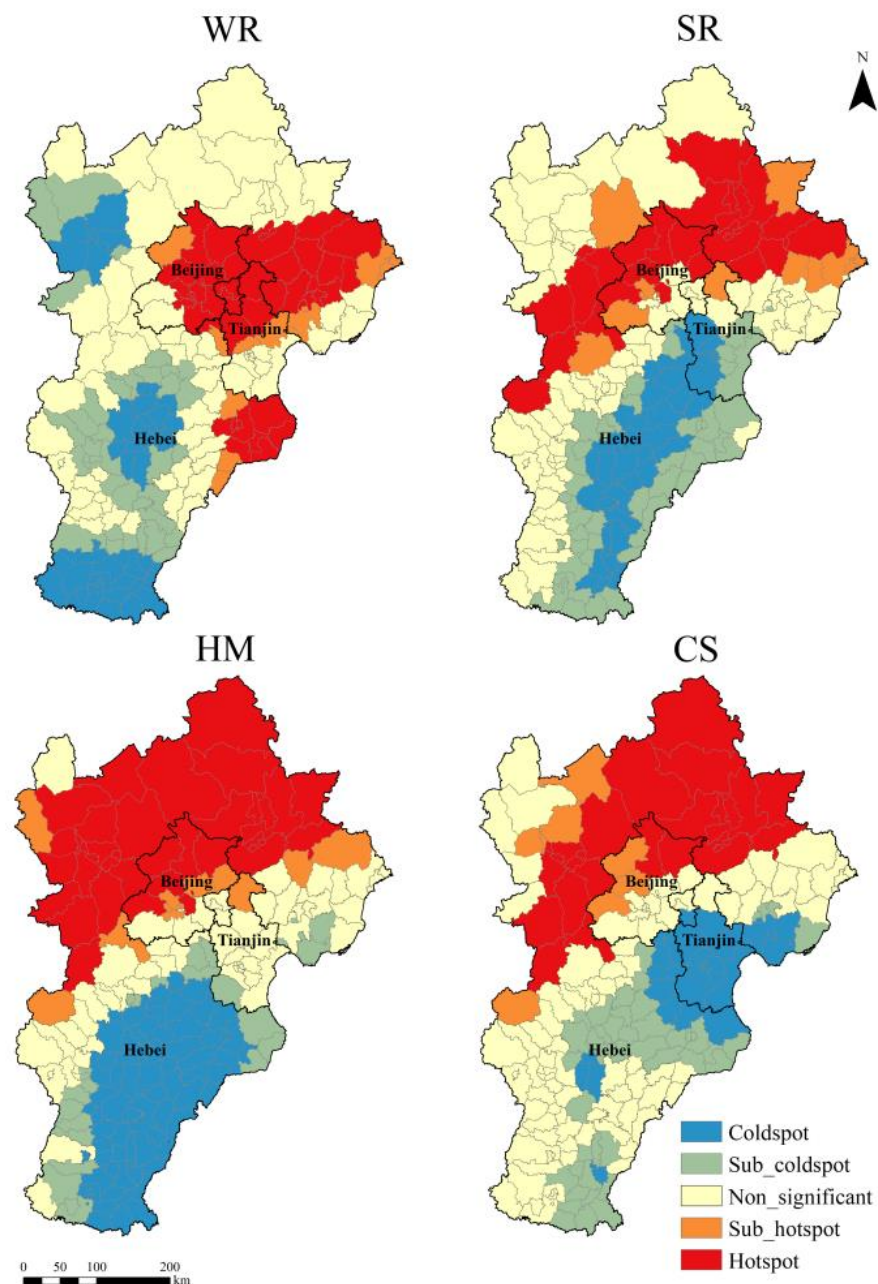 WR
SR
N
Beijing
Tianjin
Hebei
Beijing
Tianjin
Hebei
HM
CS
Beijing
Tianjin
Hebei
Beijing
Tianjin
Hebei
Coldspot
Sub_coldspot
Non_significant
Sub_hotspot
Hotspot
0 50 100 200
km